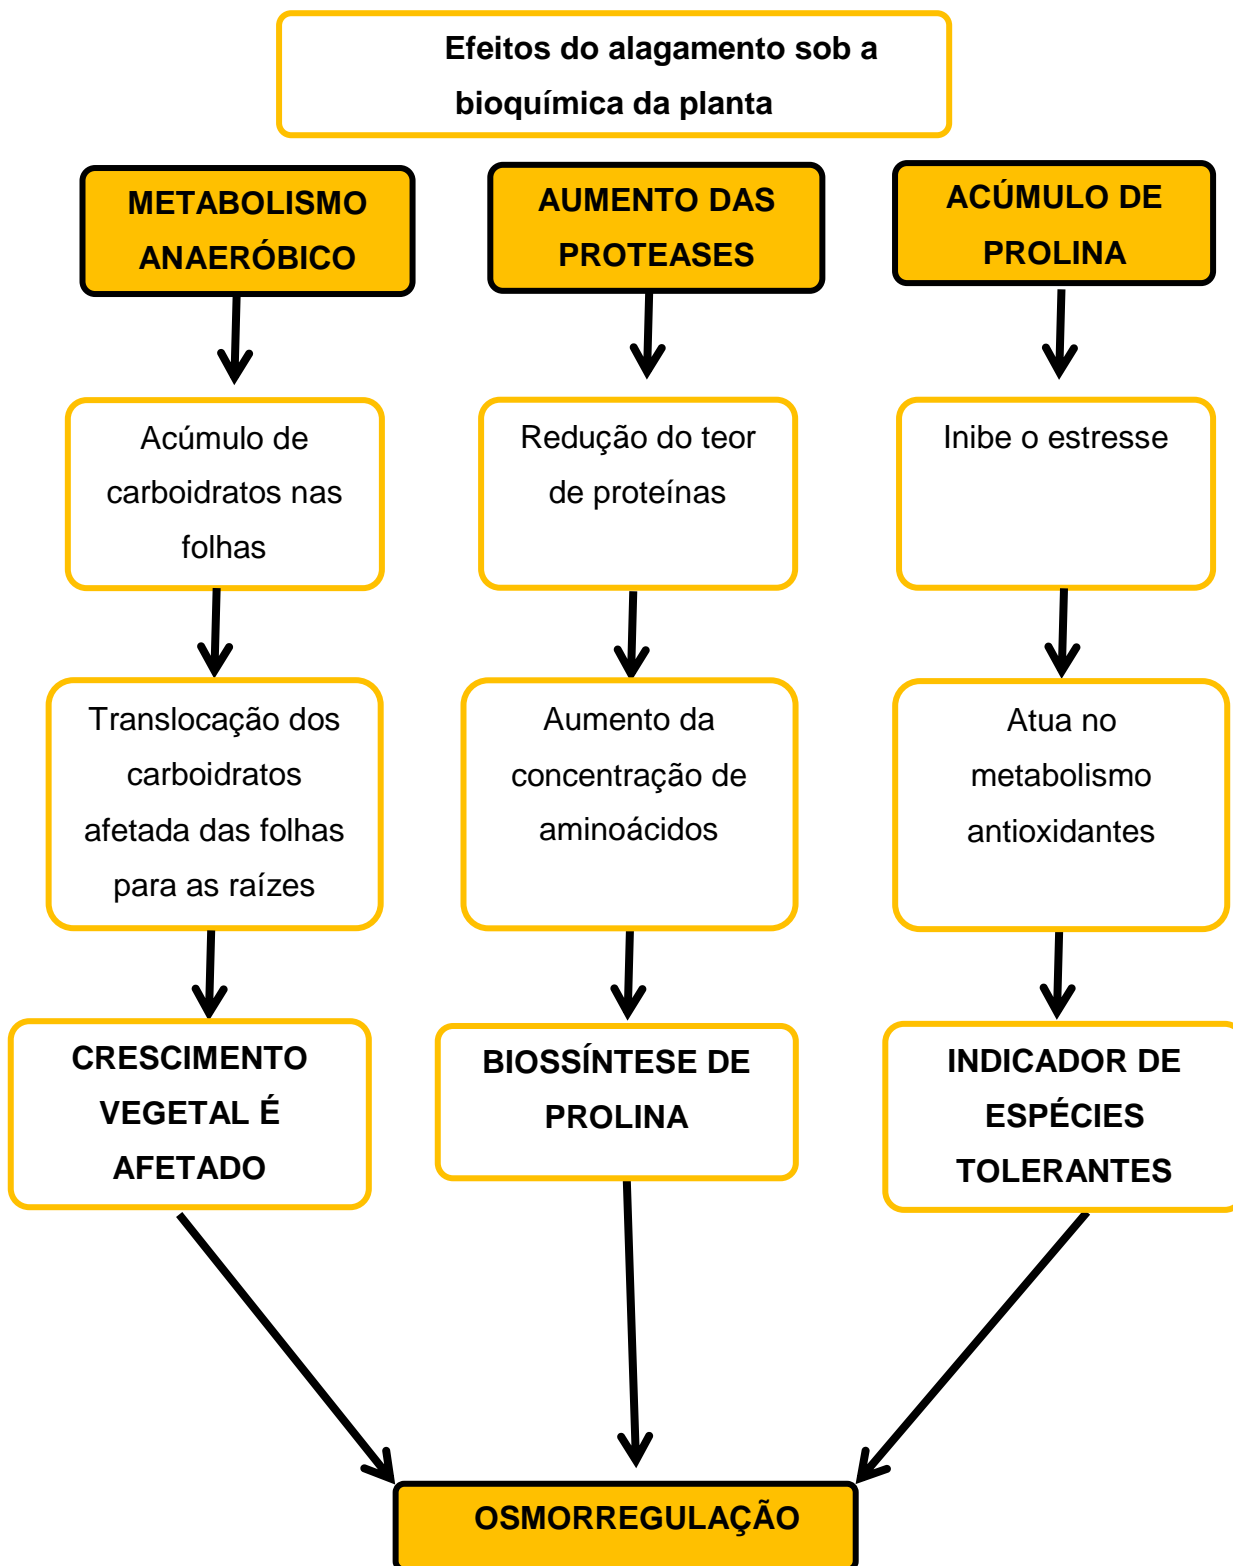 Efeitos do alagamento sob a
bioquímica da planta
METABOLISMO
ANAERÓBICO
AUMENTO DAS
PROTEASES
ACÚMULO DE
PROLINA
Acúmulo de
carboidratos nas
folhas
Redução do teor
de proteínas
Inibe o estresse
Translocação dos
carboidratos
afetada das folhas
para as raízes
Aumento da
concentração de
aminoácidos
Atua no
metabolismo
antioxidantes
CRESCIMENTO
VEGETAL É
AFETADO
BIOSSÍNTESE DE
PROLINA
INDICADOR DE
ESPÉCIES
TOLERANTES
OSMORREGULAÇÃO